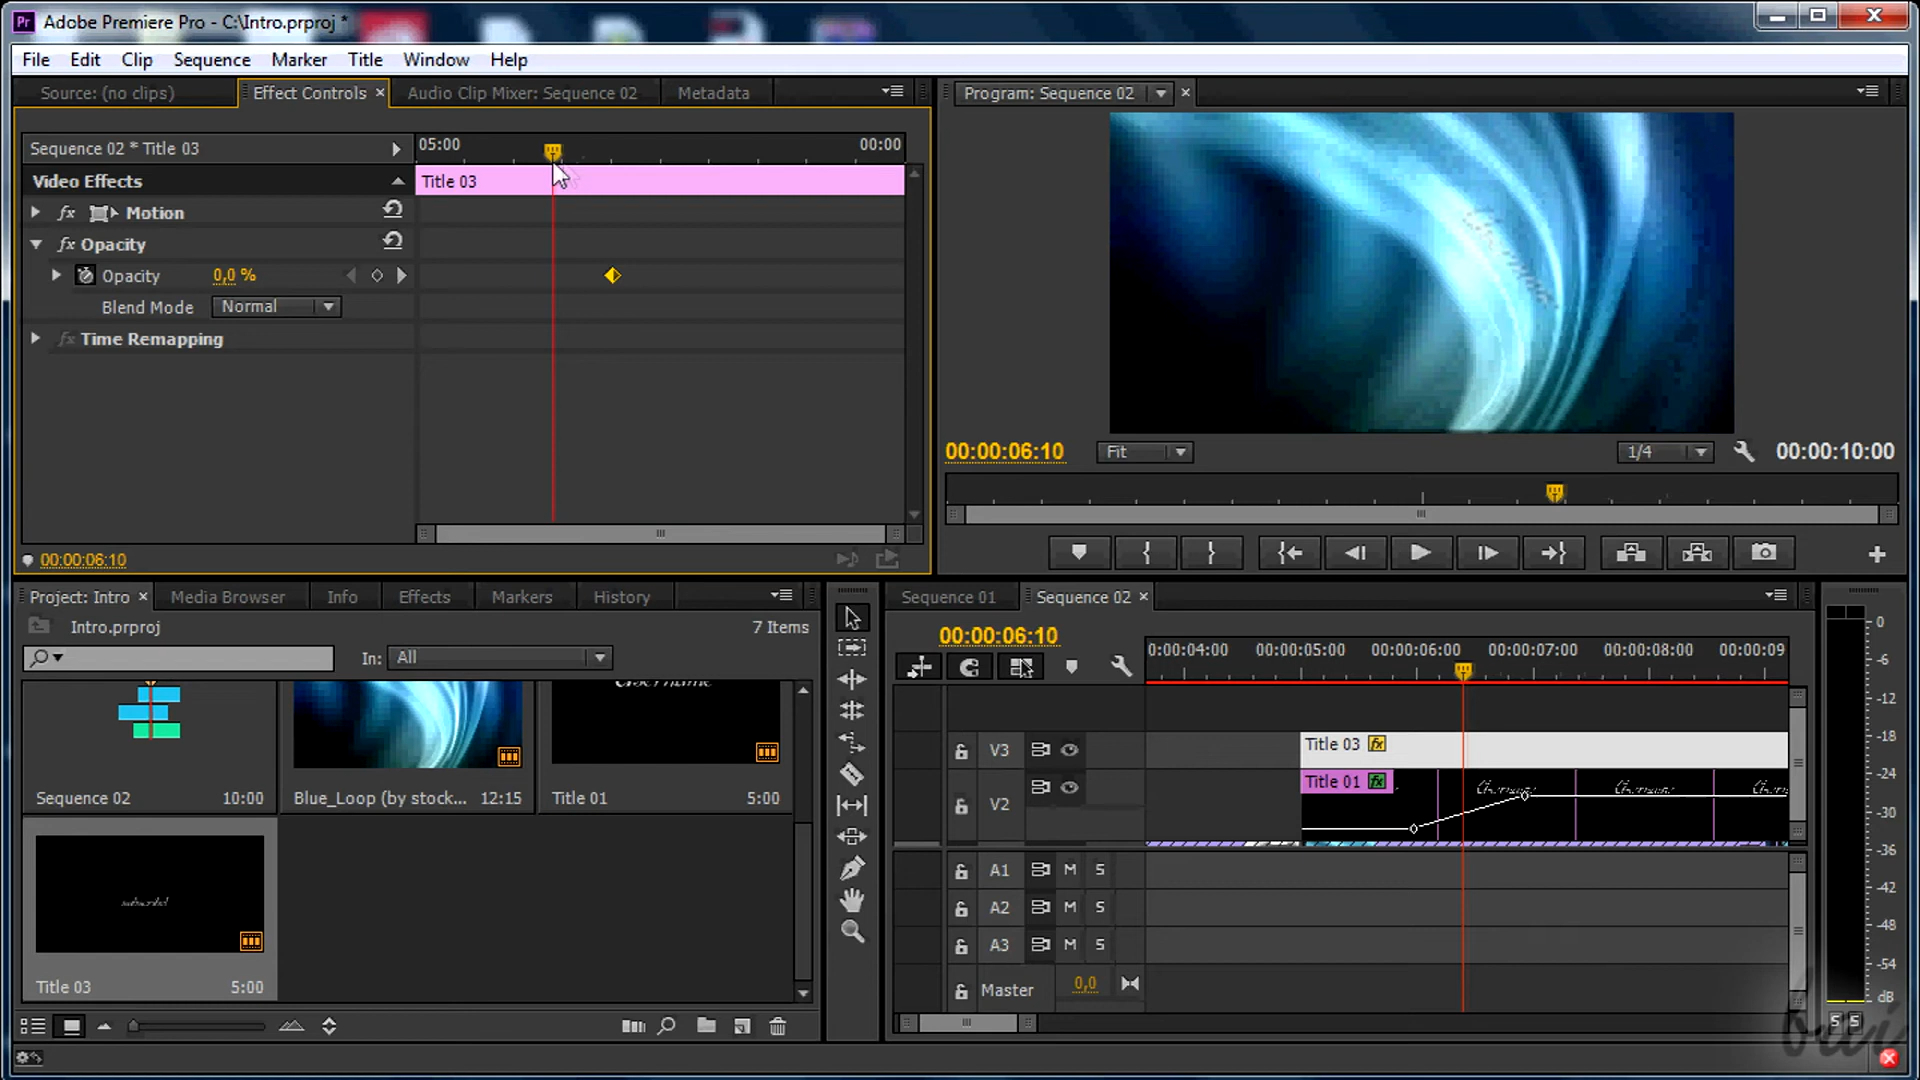 Pr Adobe Premiere Pro - C:\Intro.prproj *
File Edit Clip Sequence Marker Title Window Help
Source: (no clips) Effect Controls × Audio Clip Mixer: Sequence 02 Metadata
Program: Sequence 02 ×
Sequence 02 * Title 03
05:00 00:00
Video Effects
Title 03
fx Motion
fx Opacity
Opacity 0,0 %
Blend Mode Normal
fx Time Remapping
00:00:06:10
00:00:06:10 Fit 1/4 00:00:10:00
Project: Intro × Media Browser Info Effects Markers History
Intro.prproj 7 Items
In: All
Sequence 02 10:00
Blue_Loop (by stock... 12:15
Title 01 5:00
subscribe!
Title 03 5:00
Sequence 01 Sequence 02 ×
00:00:06:10
0:00:04:00 00:00:05:00 00:00:06:00 00:00:07:00 00:00:08:00 00:00:09
V3 Title 03 fx
V2 Title 01 fx
A1 M S
A2 M S
A3 M S
Master 0,0
0
-6
-12
-18
-24
-30
-36
-42
-48
-54
dB
S S